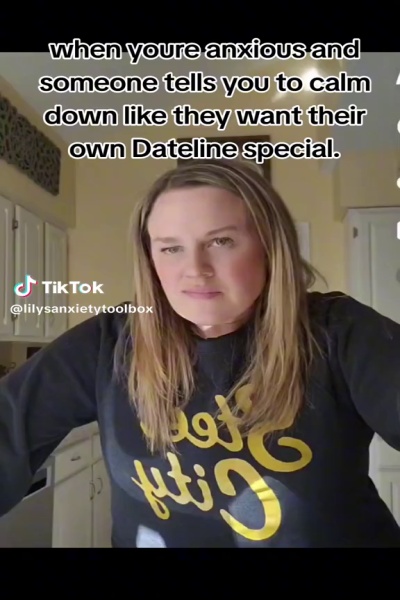 when youre anxious and
someone tells you to calm
down like they want their
own Dateline special.
TikTok
@lilysanxietytoolbox
Steel
City